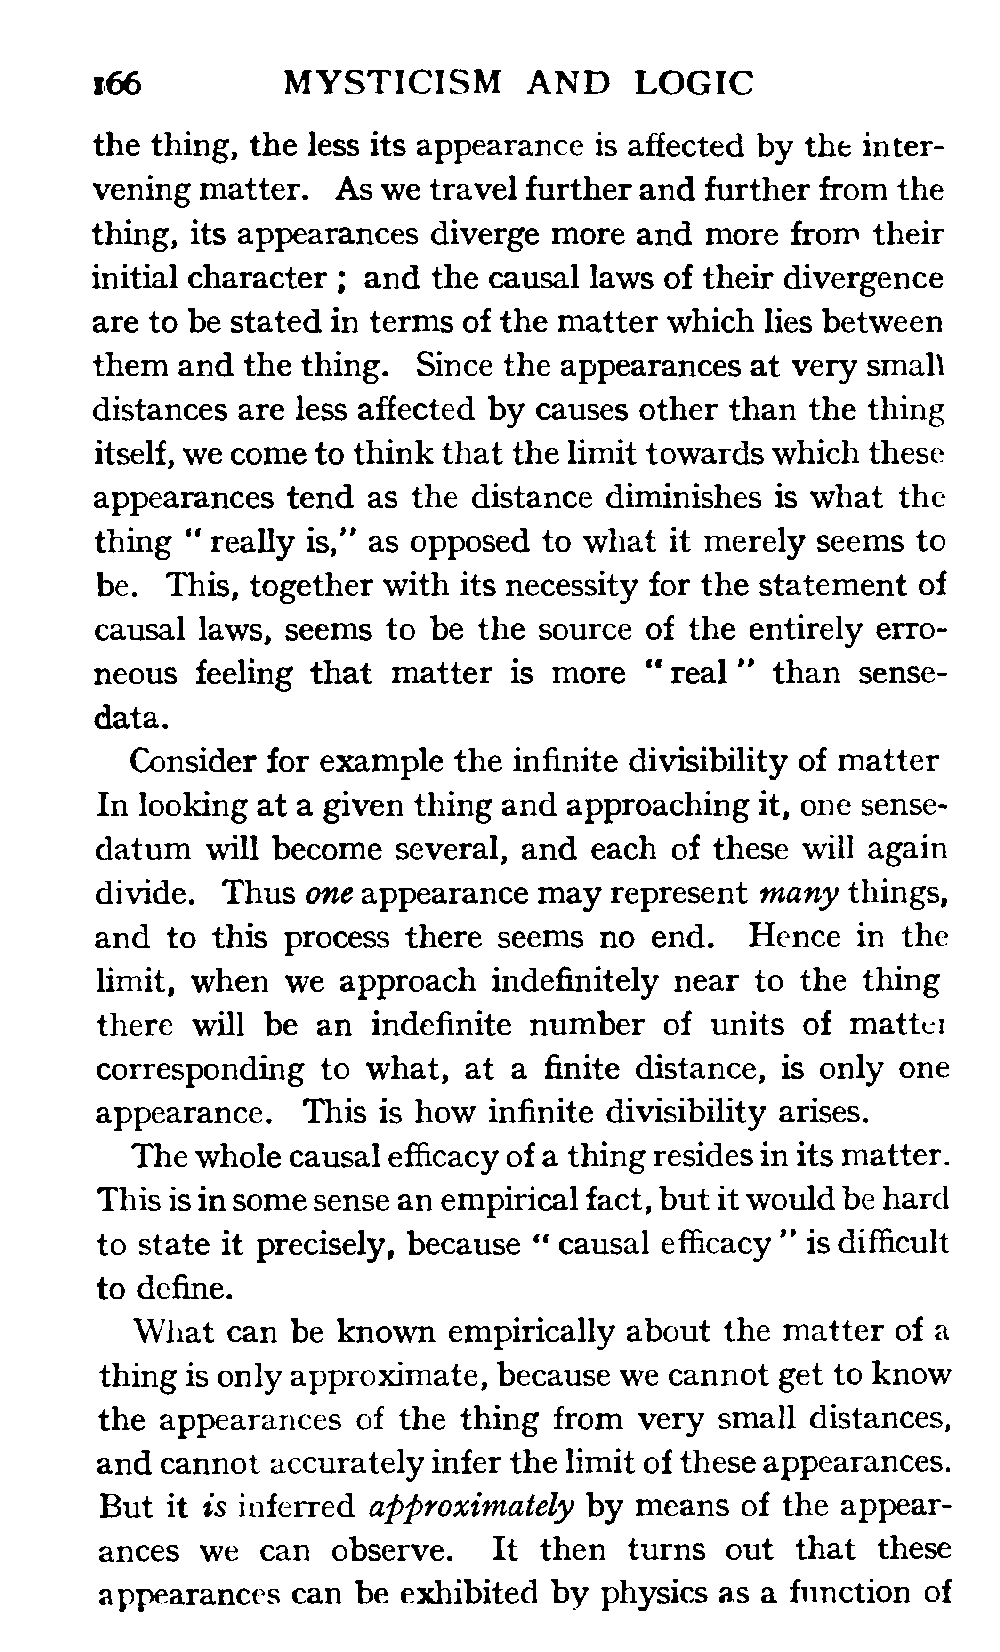 166 MYSTICISM AND LOGIC
the thing, the less its appearance is affected by the inter-
vening matter. As we travel further and further from the
thing, its appearances diverge more and more from their
initial character ; and the causal laws of their divergence
are to be stated in terms of the matter which lies between
them and the thing. Since the appearances at very small
distances are less affected by causes other than the thing
itself, we come to think that the limit towards which these
appearances tend as the distance diminishes is what the
thing " really is," as opposed to what it merely seems to
be. This, together with its necessity for the statement of
causal laws, seems to be the source of the entirely erro-
neous feeling that matter is more " real " than sense-
data.
Consider for example the infinite divisibility of matter
In looking at a given thing and approaching it, one sense-
datum will become several, and each of these will again
divide. Thus one appearance may represent many things,
and to this process there seems no end. Hence in the
limit, when we approach indefinitely near to the thing
there will be an indefinite number of units of matter
corresponding to what, at a finite distance, is only one
appearance. This is how infinite divisibility arises.
The whole causal efficacy of a thing resides in its matter.
This is in some sense an empirical fact, but it would be hard
to state it precisely, because " causal efficacy " is difficult
to define.
What can be known empirically about the matter of a
thing is only approximate, because we cannot get to know
the appearances of the thing from very small distances,
and cannot accurately infer the limit of these appearances.
But it is inferred approximately by means of the appear-
ances we can observe. It then turns out that these
appearances can be exhibited by physics as a function of